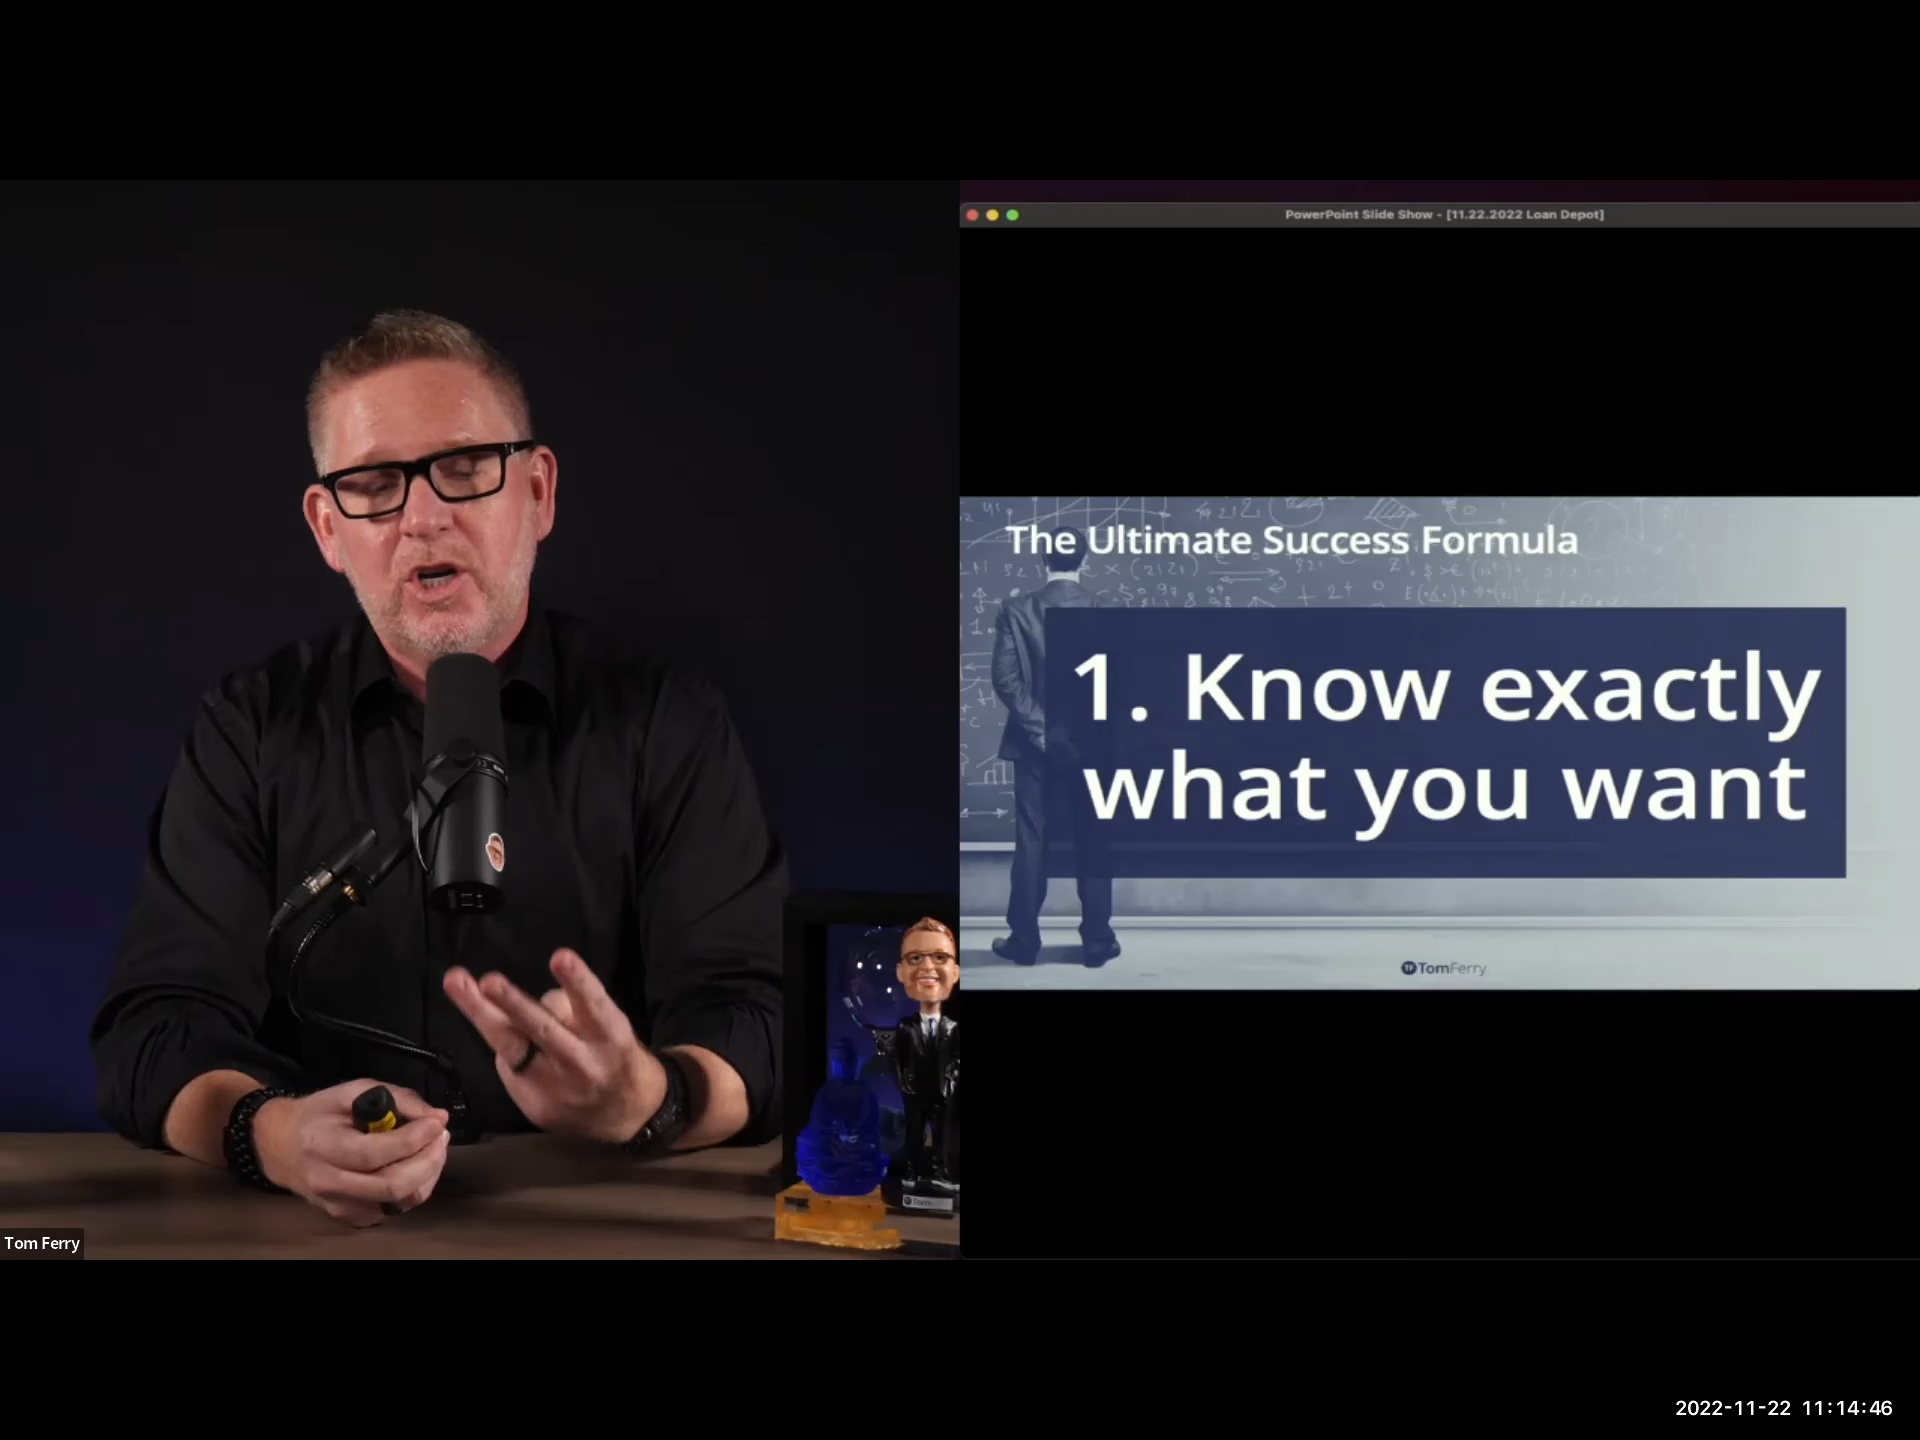 PowerPoint Slide Show - [11.22.2022 Loan Depot]
The Ultimate Success Formula
1. Know exactly
what you want
TF TomFerry
Tom Ferry
2022-11-22 11:14:46